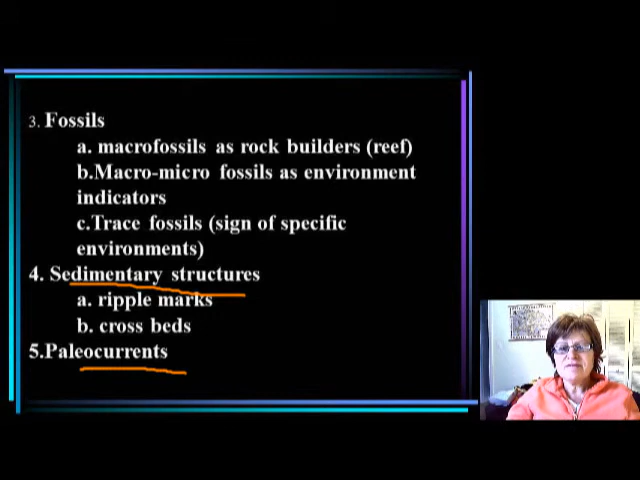 3. Fossils
a. macrofossils as rock builders (reef)
b.Macro-micro fossils as environment
indicators
c.Trace fossils (sign of specific
environments)
4. Sedimentary structures
a. ripple marks
b. cross beds
5.Paleocurrents